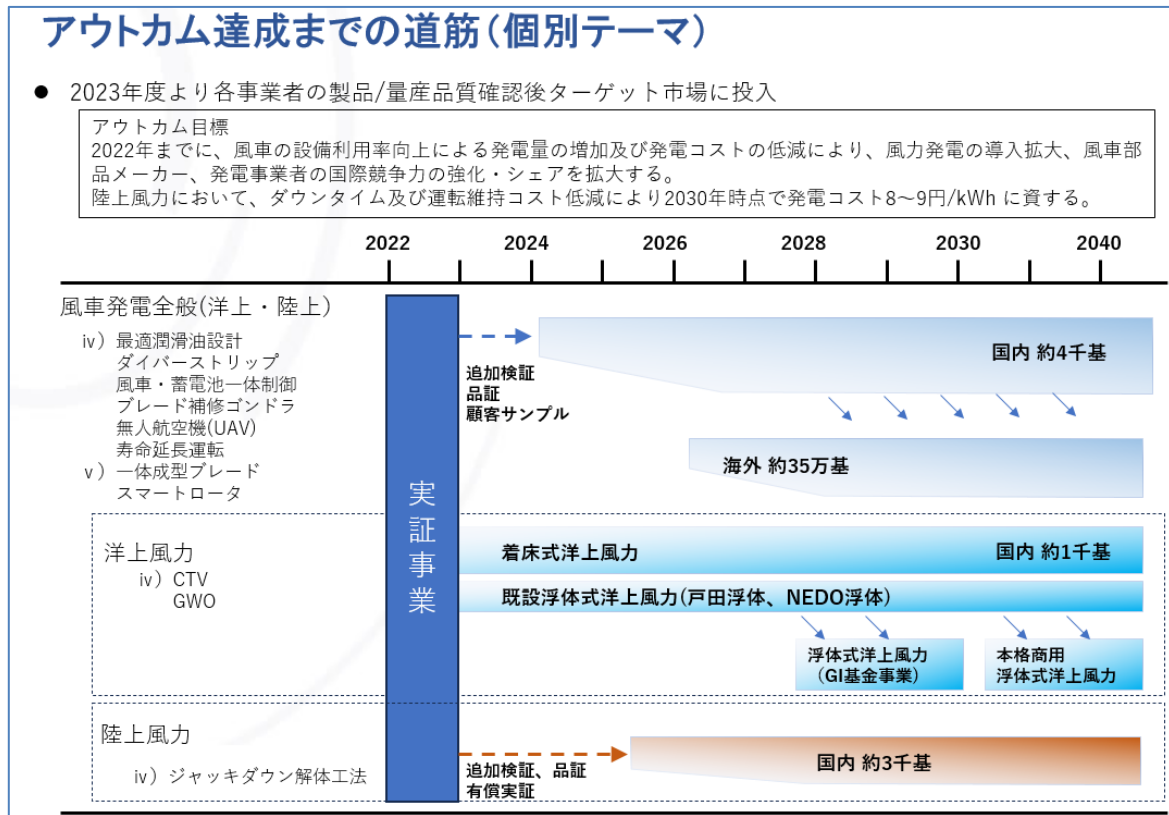 アウトカム達成までの道筋(個別テーマ)
● 2023年度より各事業者の製品/量産品質確認後ターゲット市場に投入
アウトカム目標
2022年までに、風車の設備利用率向上による発電量の増加及び発電コストの低減により、風力発電の導入拡大、風車部
品メーカー、発電事業者の国際競争力の強化・シェアを拡大する。
陸上風力において、ダウンタイム及び運転維持コスト低減により2030年時点で発電コスト8～9円/kWh に資する。
2022 2024 2026 2028 2030 2040
風車発電全般(洋上・陸上)
iv）最適潤滑油設計
ダイバーストリップ
風車・蓄電池一体制御
ブレード補修ゴンドラ
無人航空機(UAV)
寿命延長運転
v）一体成型ブレード
スマートロータ
実証事業
追加検証
品証
顧客サンプル
国内 約4千基
海外 約35万基
洋上風力
iv）CTV
GWO
着床式洋上風力
国内 約1千基
既設浮体式洋上風力(戸田浮体、NEDO浮体)
浮体式洋上風力
（GI基金事業）
本格商用
浮体式洋上風力
陸上風力
iv）ジャッキダウン解体工法
追加検証、品証
有償実証
国内 約3千基